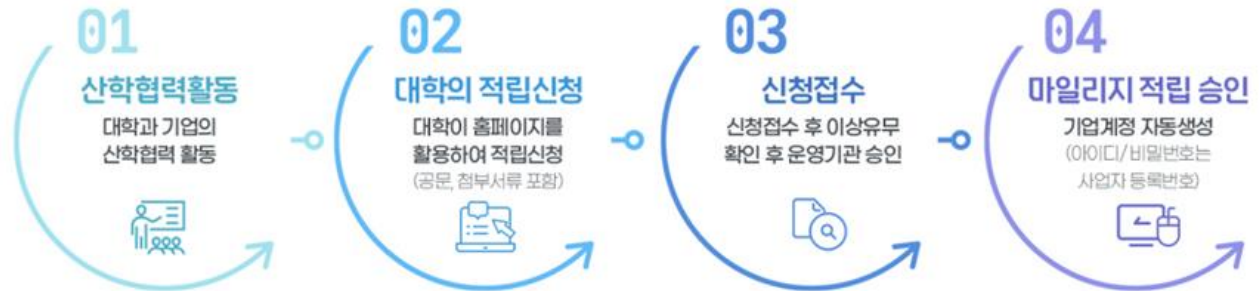 01
산학협력활동
대학과 기업의
산학협력 활동
02
대학의 적립신청
대학이 홈페이지를
활용하여 적립신청
(공문, 첨부서류 포함)
03
신청접수
신청접수 후 이상유무
확인 후 운영기관 승인
04
마일리지 적립 승인
기업계정 자동생성
(아이디/비밀번호는
사업자 등록번호)